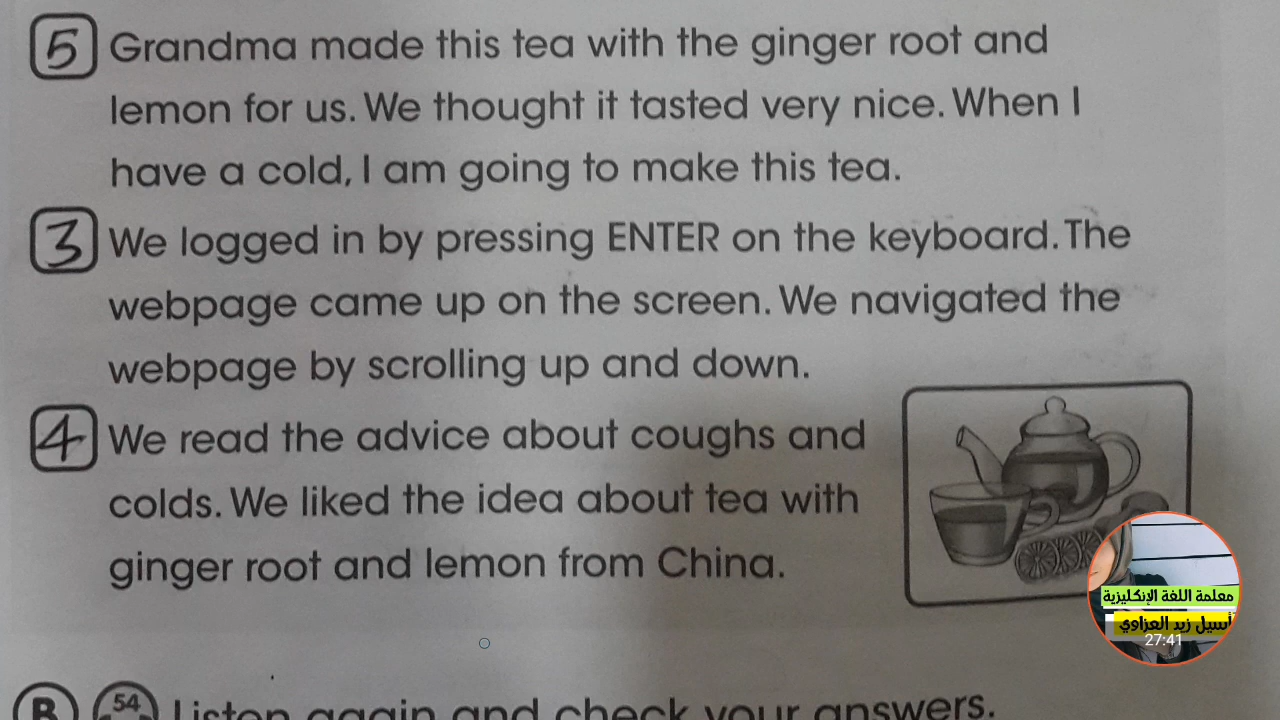 5 Grandma made this tea with the ginger root and
lemon for us. We thought it tasted very nice. When I
have a cold, I am going to make this tea.
3 We logged in by pressing ENTER on the keyboard. The
webpage came up on the screen. We navigated the
webpage by scrolling up and down.
4 We read the advice about coughs and
colds. We liked the idea about tea with
ginger root and lemon from China.
معلمة اللغة الإنكليزية
أسيل زيد العزاوي
27:41
B 54 Listen again and check your answers.